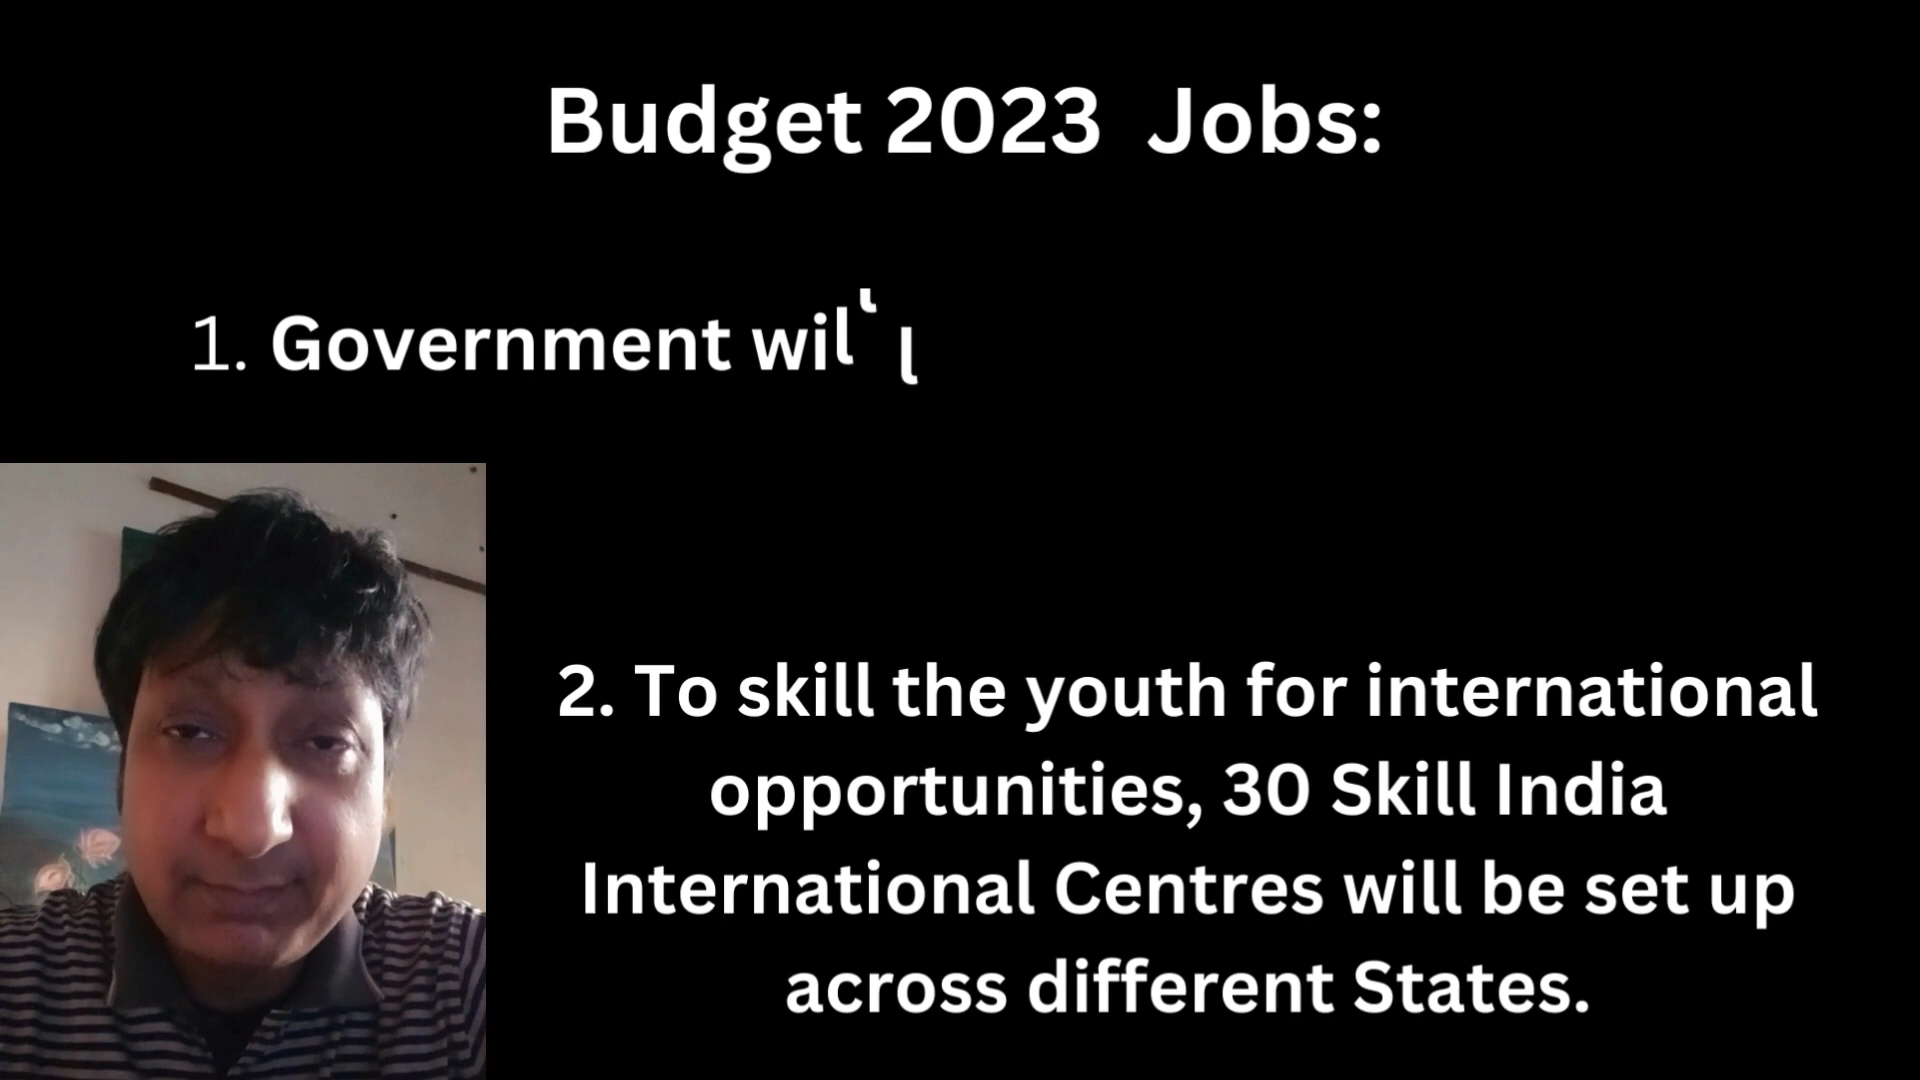 Budget 2023 Jobs:
1. Government wil
2. To skill the youth for international
opportunities, 30 Skill India
International Centres will be set up
across different States.